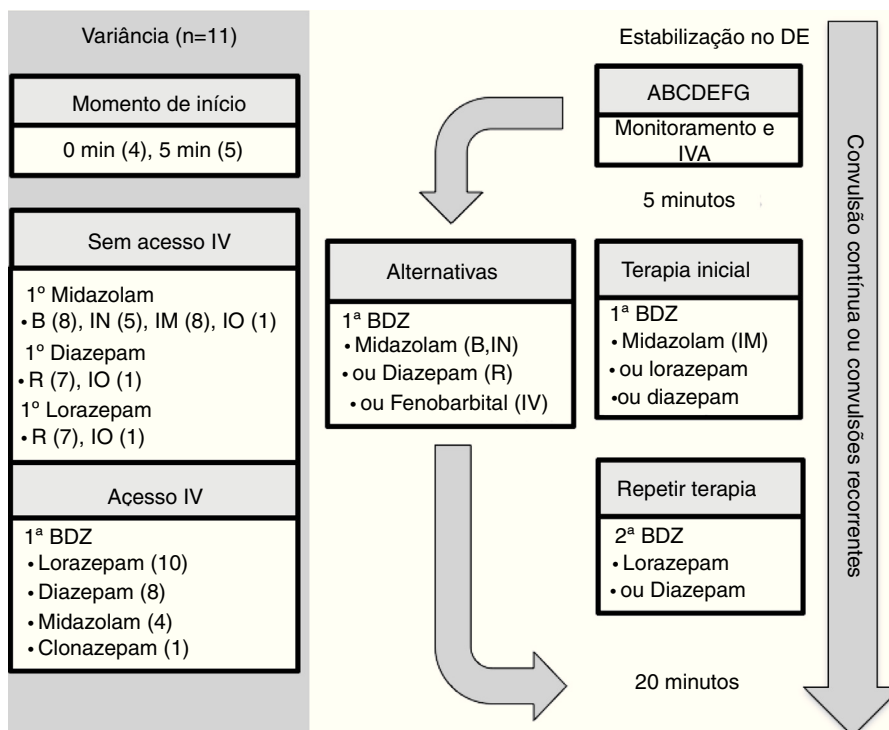 Variância (n=11)
Momento de início
0 min (4), 5 min (5)
Sem acesso IV
1º Midazolam
• B (8), IN (5), IM (8), IO (1)
1º Diazepam
• R (7), IO (1)
1º Lorazepam
• R (7), IO (1)
Açesso IV
1ª BDZ
• Lorazepam (10)
• Diazepam (8)
• Midazolam (4)
• Clonazepam (1)
Estabilização no DE
ABCDEFG
Monitoramento e
IVA
5 minutos
Alternativas
1ª BDZ
• Midazolam (B,IN)
• ou Diazepam (R)
• ou Fenobarbital (IV)
Terapia inicial
1ª BDZ
• Midazolam (IM)
• ou lorazepam
• ou diazepam
Repetir terapia
2ª BDZ
• Lorazepam
• ou Diazepam
20 minutos
Convulsão contínua ou convulsões recorrentes